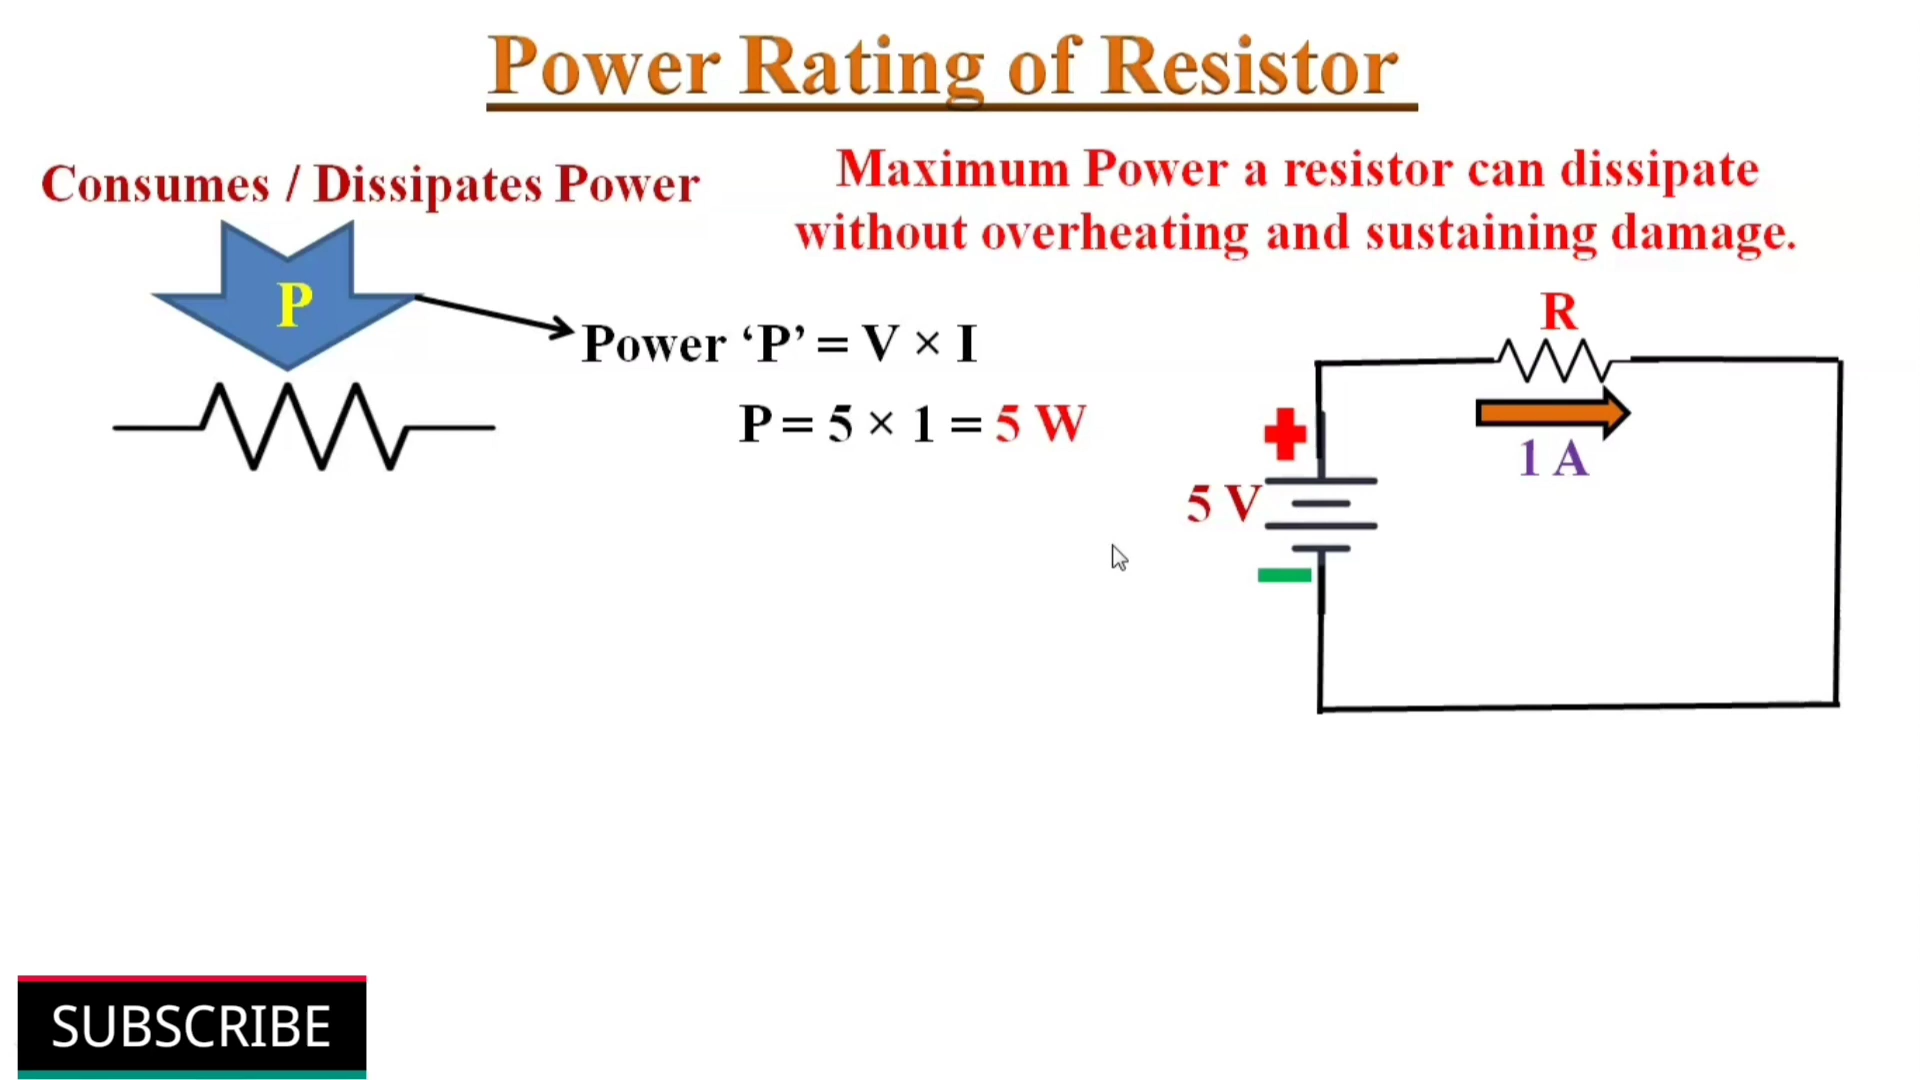 Power Rating of Resistor
Consumes / Dissipates Power
Maximum Power a resistor can dissipate
without overheating and sustaining damage.
P
Power ‘P’ = V × I
P = 5 × 1 = 5 W
R
1 A
5 V
SUBSCRIBE